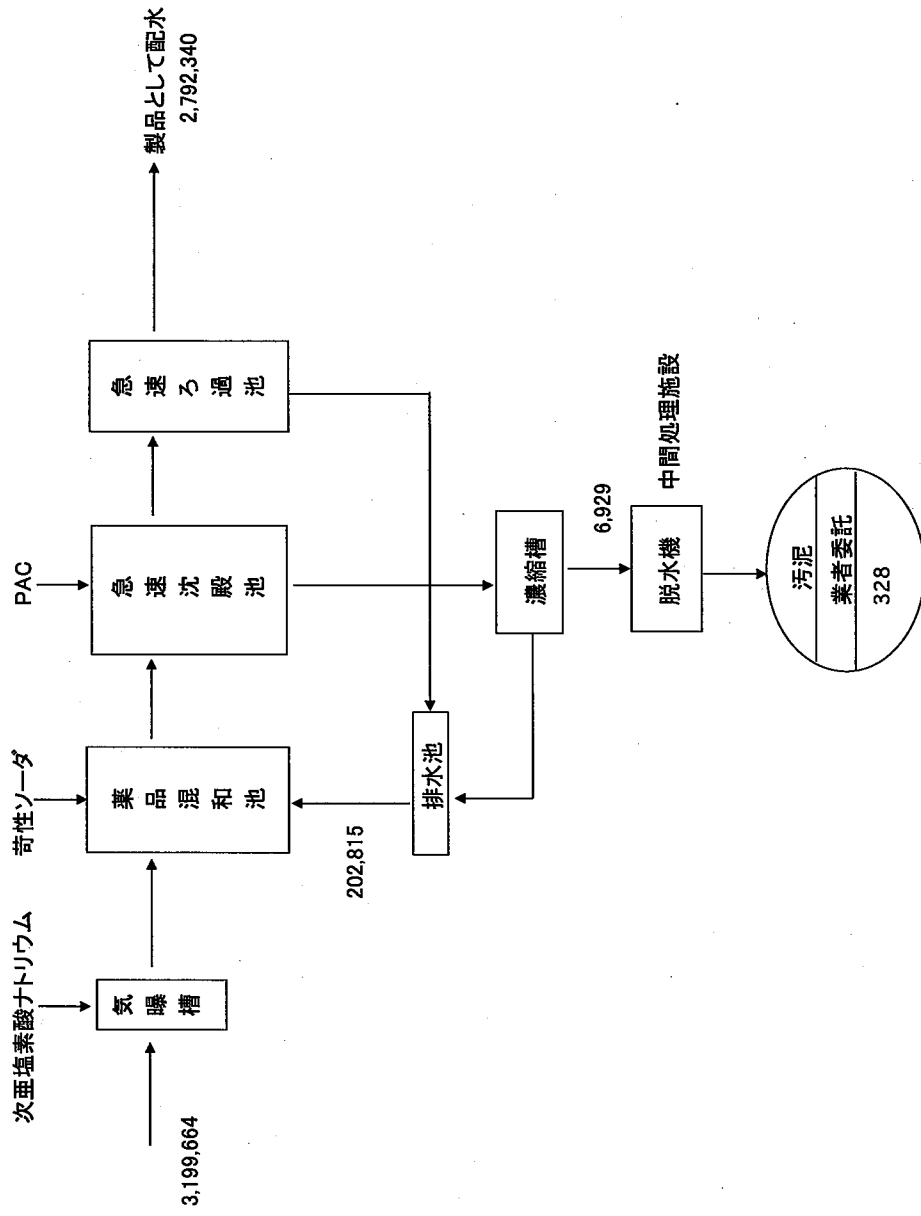 次亜塩素酸ナトリウム
苛性ソーダ
PAC
3,199,664
気曝槽
薬品混和池
急速沈殿池
急速ろ過池
製品として配水
2,792,340
202,815
排水池
濃縮槽
6,929
脱水機
中間処理施設
汚泥
業者委託
328